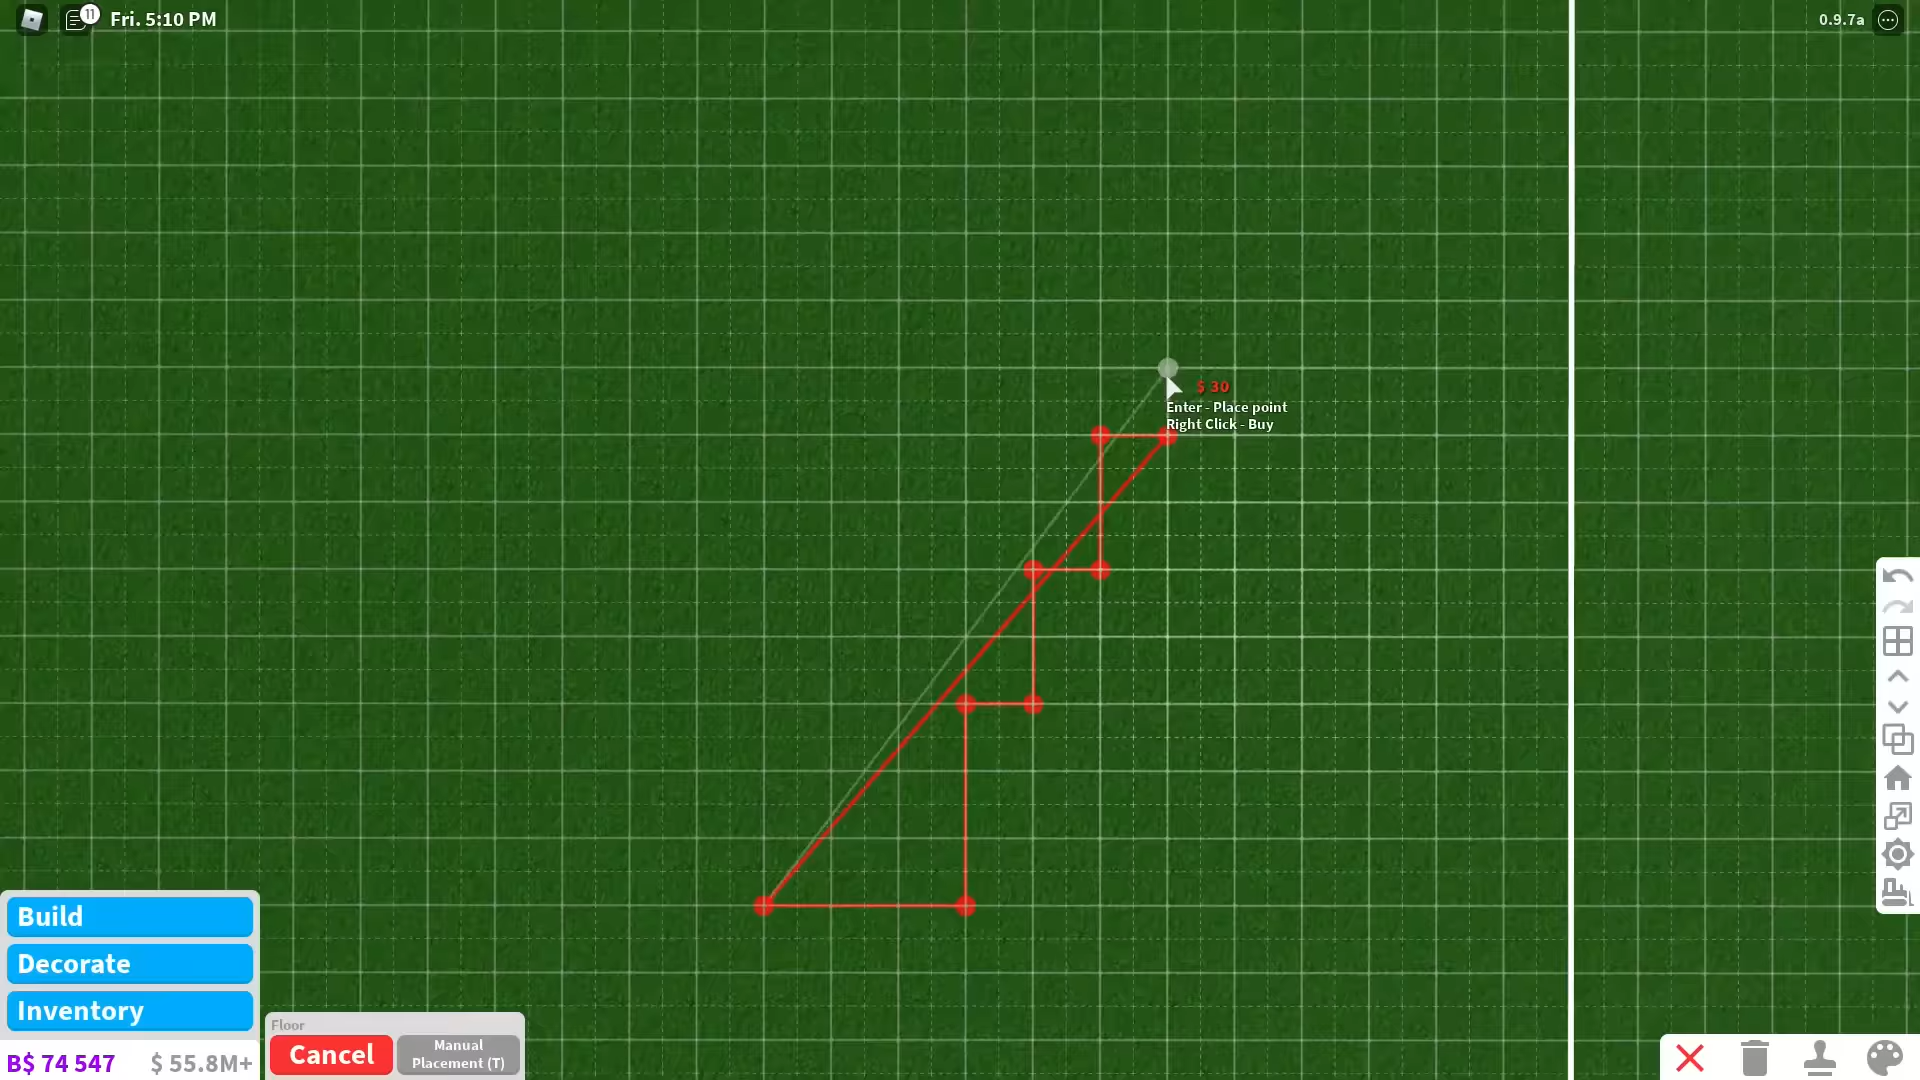 11
Fri. 5:10 PM
0.9.7a
$ 30
Enter - Place point
Right Click - Buy
Build
Decorate
Inventory
B$ 74 547
$ 55.8M+
Floor
Cancel
Manual
Placement (T)